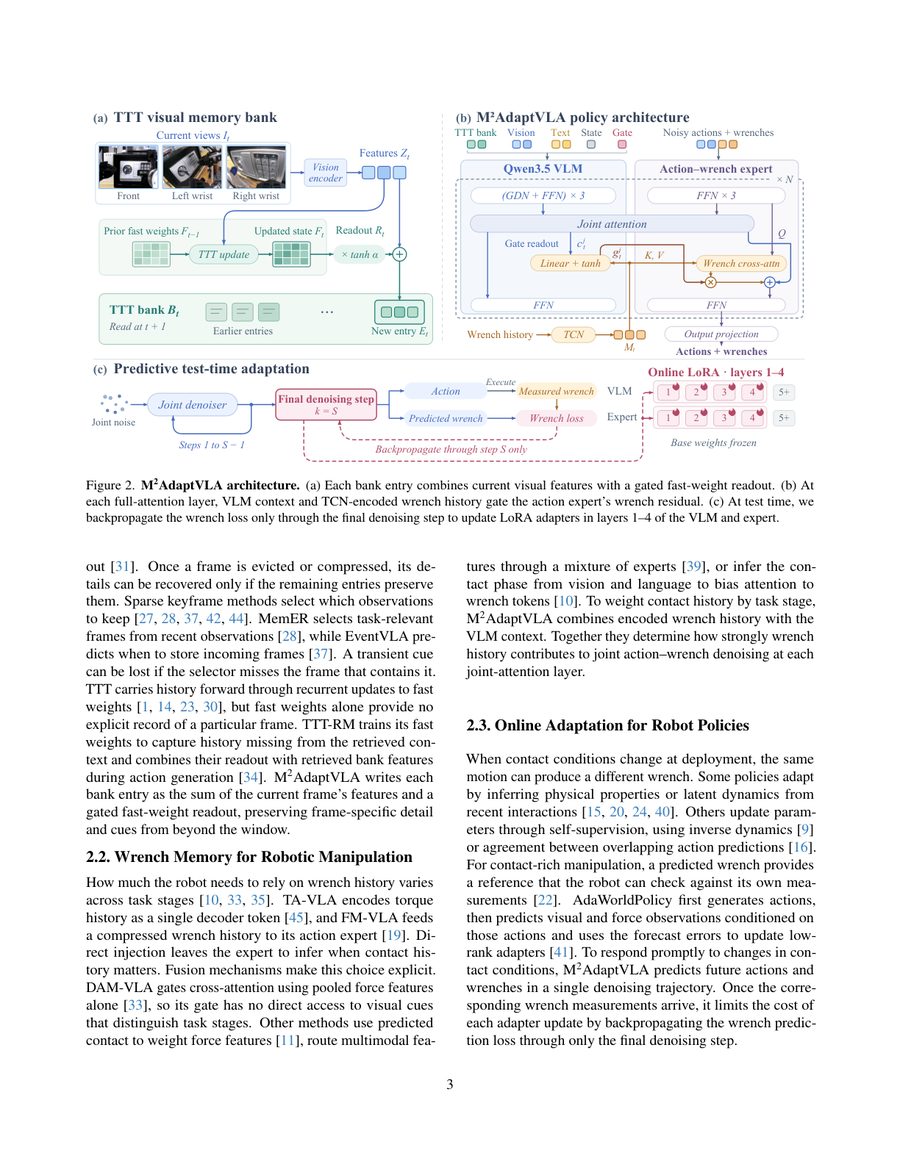 (a) TTT visual memory bank
Current views I_t
Front
Left wrist
Right wrist
Vision encoder
Features Z_t
Prior fast weights F_{t−1}
TTT update
Updated state F_t
Readout R_t
× tanh α
+
TTT bank B_t
Read at t + 1
Earlier entries
...
New entry E_t
(b) M²AdaptVLA policy architecture
TTT bank
Vision
Text
State
Gate
Noisy actions + wrenches
Qwen3.5 VLM
Action–wrench expert
× N
(GDN + FFN) × 3
FFN × 3
Joint attention
Gate readout
c_t^i
g_t^i
K, V
Q
Linear + tanh
Wrench cross-attn
×
+
FFN
FFN
Wrench history
TCN
M_t
Output projection
Actions + wrenches
(c) Predictive test-time adaptation
Joint noise
Joint denoiser
Steps 1 to S − 1
Final denoising step
k = S
Action
Execute
Measured wrench
Predicted wrench
Wrench loss
Backpropagate through step S only
Online LoRA · layers 1–4
VLM
1 2 3 4 5+
Expert
1 2 3 4 5+
Base weights frozen
Figure 2. M²AdaptVLA architecture. (a) Each bank entry combines current visual features with a gated fast-weight readout. (b) At
each full-attention layer, VLM context and TCN-encoded wrench history gate the action expert's wrench residual. (c) At test time, we
backpropagate the wrench loss only through the final denoising step to update LoRA adapters in layers 1–4 of the VLM and expert.
out [31]. Once a frame is evicted or compressed, its de-
tails can be recovered only if the remaining entries preserve
them. Sparse keyframe methods select which observations
to keep [27, 28, 37, 42, 44]. MemER selects task-relevant
frames from recent observations [28], while EventVLA pre-
dicts when to store incoming frames [37]. A transient cue
can be lost if the selector misses the frame that contains it.
TTT carries history forward through recurrent updates to fast
weights [1, 14, 23, 30], but fast weights alone provide no
explicit record of a particular frame. TTT-RM trains its fast
weights to capture history missing from the retrieved con-
text and combines their readout with retrieved bank features
during action generation [34]. M²AdaptVLA writes each
bank entry as the sum of the current frame's features and a
gated fast-weight readout, preserving frame-specific detail
and cues from beyond the window.
2.2. Wrench Memory for Robotic Manipulation
How much the robot needs to rely on wrench history varies
across task stages [10, 33, 35]. TA-VLA encodes torque
history as a single decoder token [45], and FM-VLA feeds
a compressed wrench history to its action expert [19]. Di-
rect injection leaves the expert to infer when contact his-
tory matters. Fusion mechanisms make this choice explicit.
DAM-VLA gates cross-attention using pooled force features
alone [33], so its gate has no direct access to visual cues
that distinguish task stages. Other methods use predicted
contact to weight force features [11], route multimodal fea-
tures through a mixture of experts [39], or infer the con-
tact phase from vision and language to bias attention to
wrench tokens [10]. To weight contact history by task stage,
M²AdaptVLA combines encoded wrench history with the
VLM context. Together they determine how strongly wrench
history contributes to joint action–wrench denoising at each
joint-attention layer.
2.3. Online Adaptation for Robot Policies
When contact conditions change at deployment, the same
motion can produce a different wrench. Some policies adapt
by inferring physical properties or latent dynamics from
recent interactions [15, 20, 24, 40]. Others update param-
eters through self-supervision, using inverse dynamics [9]
or agreement between overlapping action predictions [16].
For contact-rich manipulation, a predicted wrench provides
a reference that the robot can check against its own mea-
surements [22]. AdaWorldPolicy first generates actions,
then predicts visual and force observations conditioned on
those actions and uses the forecast errors to update low-
rank adapters [41]. To respond promptly to changes in con-
tact conditions, M²AdaptVLA predicts future actions and
wrenches in a single denoising trajectory. Once the corre-
sponding wrench measurements arrive, it limits the cost of
each adapter update by backpropagating the wrench predic-
tion loss through only the final denoising step.
3